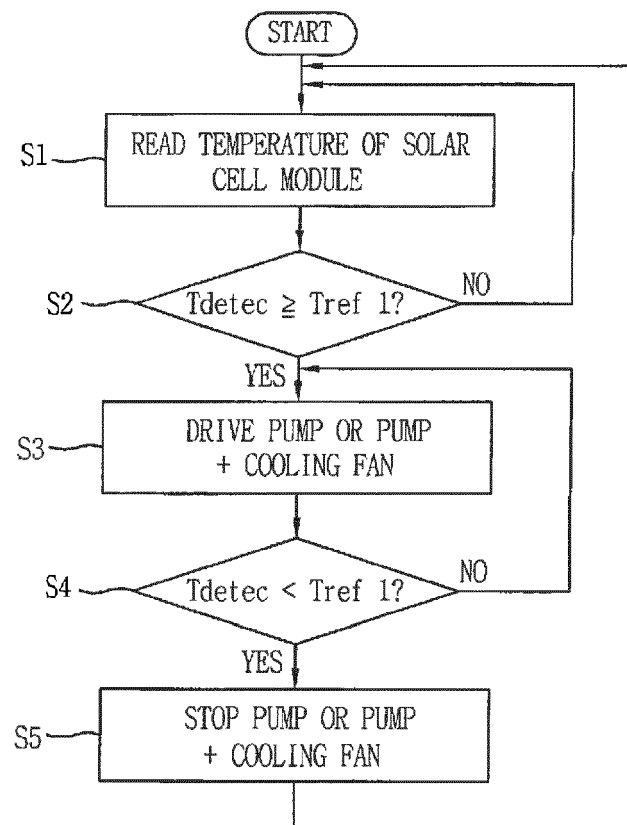 START
S1
READ TEMPERATURE OF SOLAR
CELL MODULE
S2
Tdetec ≧ Tref 1?
NO
YES
S3
DRIVE PUMP OR PUMP
+ COOLING FAN
S4
Tdetec < Tref 1?
NO
YES
S5
STOP PUMP OR PUMP
+ COOLING FAN